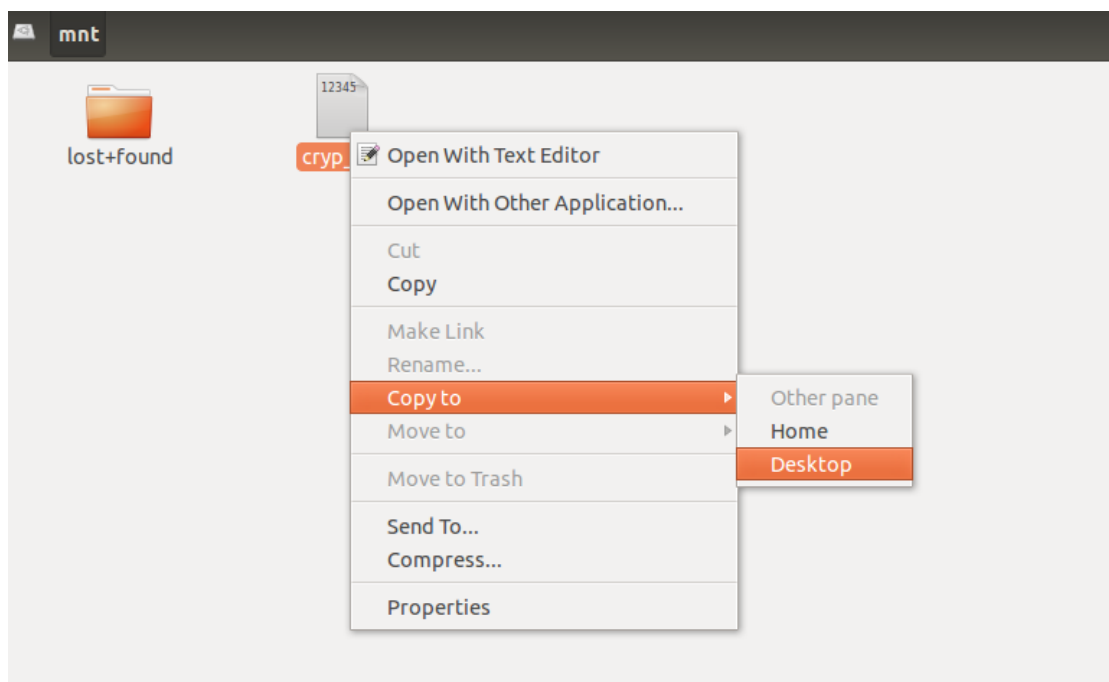 mnt
12345
lost+found
cryp_
Open With Text Editor
Open With Other Application...
Cut
Copy
Make Link
Rename...
Copy to
Move to
Move to Trash
Send To...
Compress...
Properties
Other pane
Home
Desktop